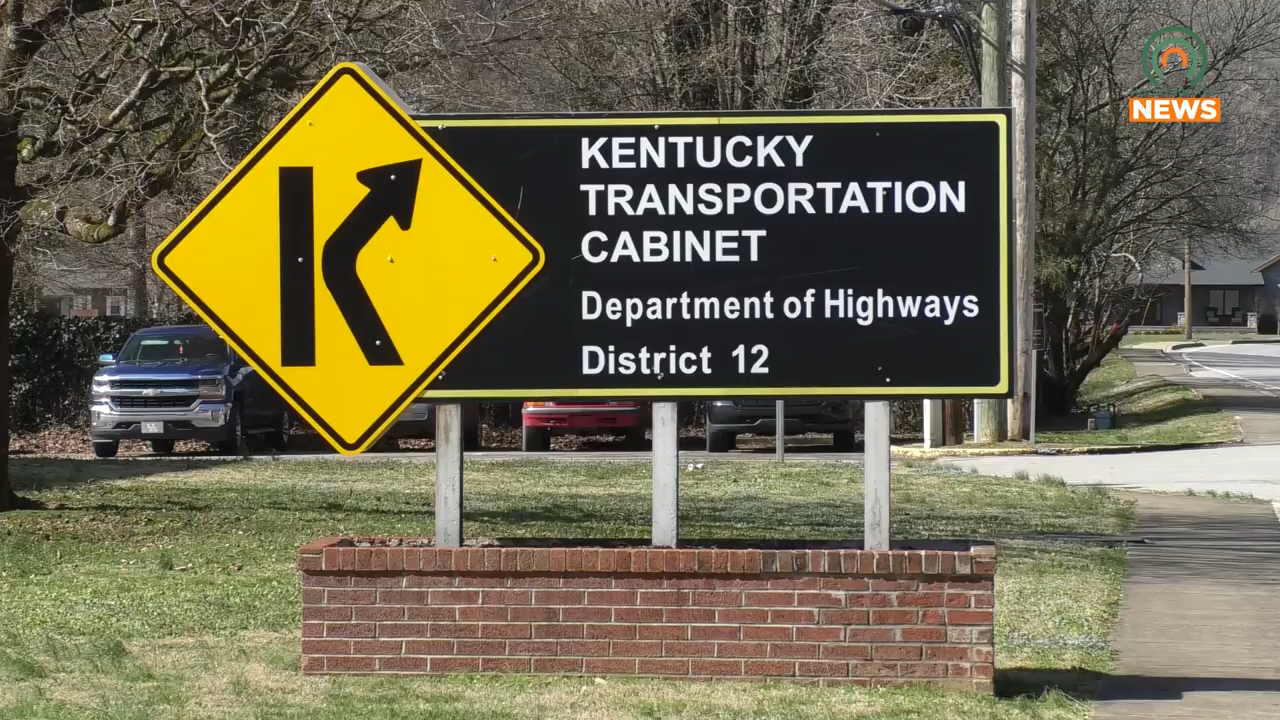 NEWS
KENTUCKY
TRANSPORTATION
CABINET
Department of Highways
District 12